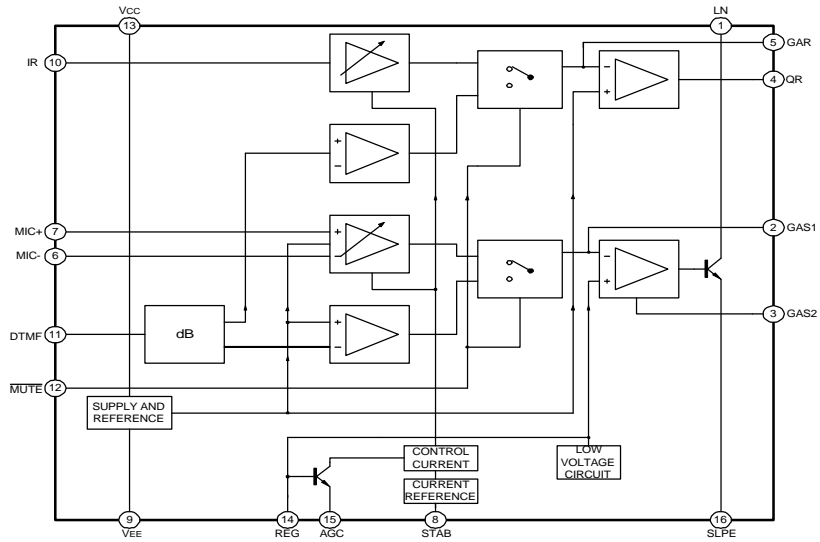 VCC
13
LN
1
IR
10
5
GAR
4
QR
+
−
−
+
MIC+
7
+
2
GAS1
MIC-
6
−
−
+
3
GAS2
DTMF
11
dB
+
−
MUTE
12
SUPPLY AND
REFERENCE
CONTROL
CURRENT
LOW
VOLTAGE
CIRCUIT
CURRENT
REFERENCE
9
VEE
14
REG
15
AGC
8
STAB
16
SLPE